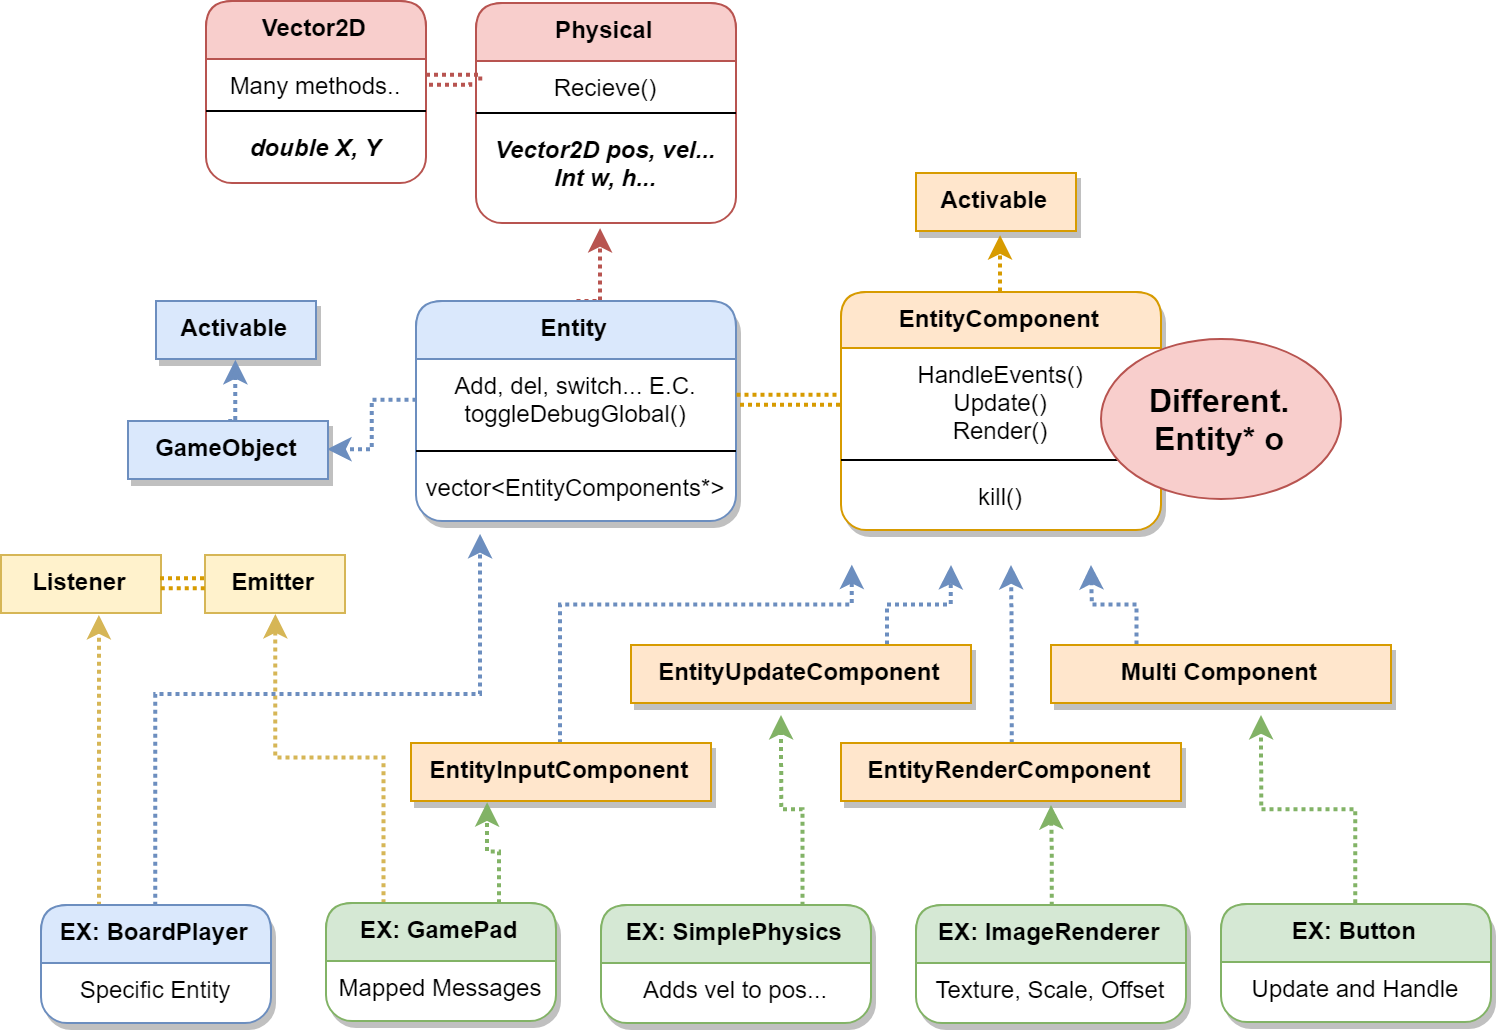 Vector2D
Many methods..
double X, Y
Physical
Recieve()
Vector2D pos, vel...
Int w, h...
Activable
Activable
GameObject
Entity
Add, del, switch... E.C.
toggleDebugGlobal()
vector<EntityComponents*>
EntityComponent
HandleEvents()
Update()
Render()
kill()
Different.
Entity* o
Listener
Emitter
EntityUpdateComponent
Multi Component
EntityInputComponent
EntityRenderComponent
EX: BoardPlayer
Specific Entity
EX: GamePad
Mapped Messages
EX: SimplePhysics
Adds vel to pos...
EX: ImageRenderer
Texture, Scale, Offset
EX: Button
Update and Handle